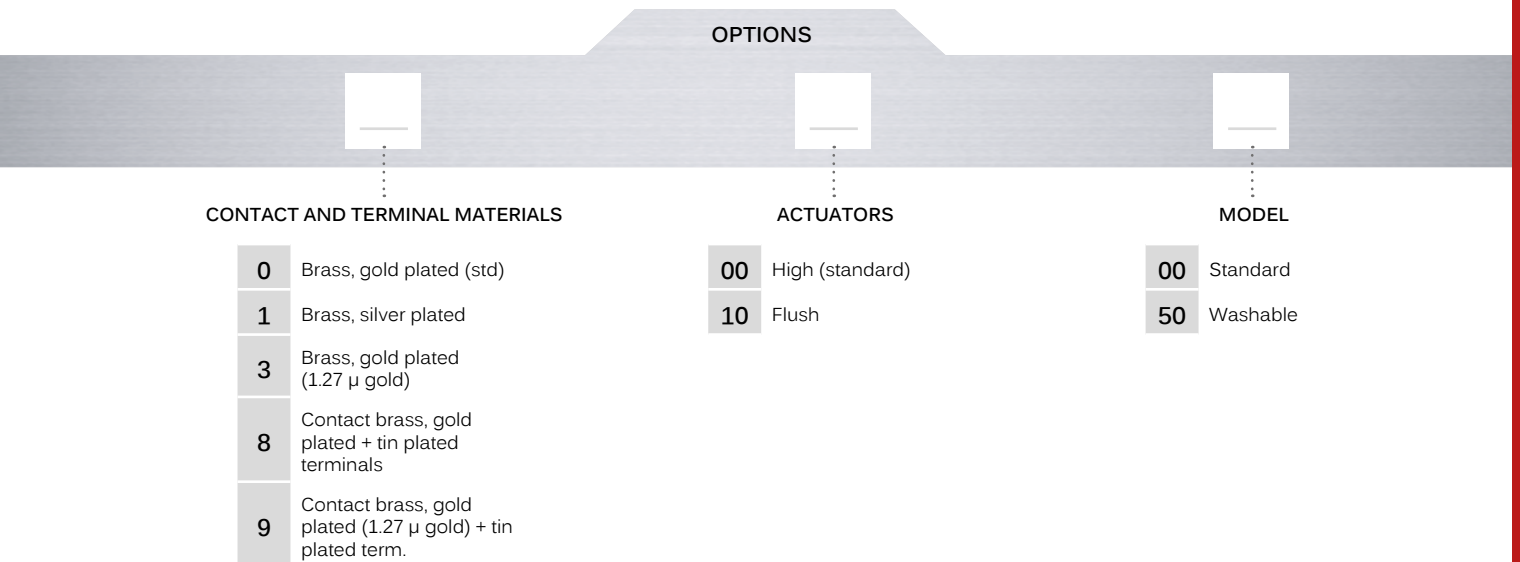 OPTIONS
CONTACT AND TERMINAL MATERIALS
0 Brass, gold plated (std)
1 Brass, silver plated
3 Brass, gold plated
(1.27 µ gold)
8 Contact brass, gold
plated + tin plated
terminals
9 Contact brass, gold
plated (1.27 µ gold) + tin
plated term.
ACTUATORS
00 High (standard)
10 Flush
MODEL
00 Standard
50 Washable